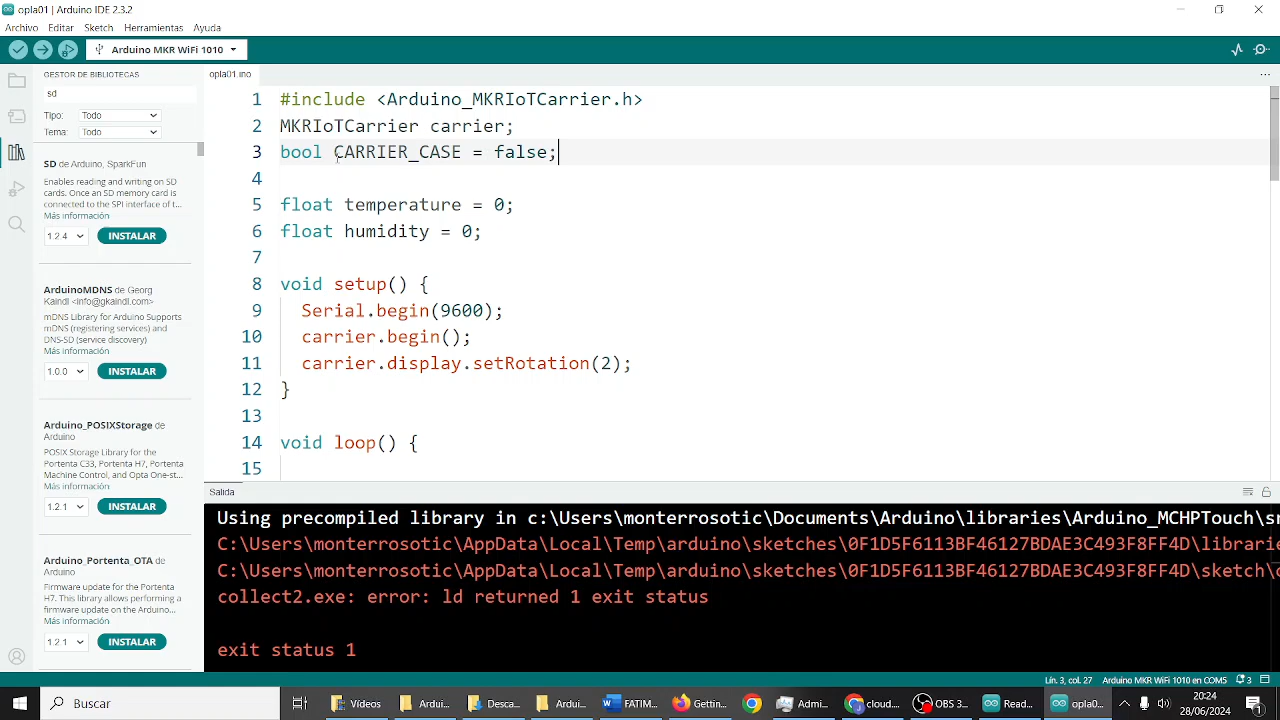 opla01 | Arduino IDE 2.3.2
Archivo Editar Sketch Herramientas Ayuda
Arduino MKR WiFi 1010
GESTOR DE BIBLIOTECAS
sd
Tipo: Todo
Tema: Todo
SD de Arduino, SparkFun
Enables reading and writing on SD
cards. Once an SD memory card is
connected to the SPI interface of t...
Más información
1.2.4 INSTALAR
ArduinoMDNS de Georg
Kaindl <info@gkaindl.com>
mDNS Library for Arduino Supports
mDNS (registering services) and
DNS-SD (service discovery)
Más información
1.0.0 INSTALAR
Arduino_POSIXStorage de
Arduino
POSIX Storage Library for the
Portenta C33, Portenta H7, Portenta
Machine Control, and Opta One-st...
Más información
1.2.1 INSTALAR
Arduino_Portenta_OTA de
Arduino
Firmware update for the Portenta
H7. This library allows performing a
firmware update on the Arduino...
Más información
1.2.1 INSTALAR
opla01.ino
1 #include <Arduino_MKRIoTCarrier.h>
2 MKRIoTCarrier carrier;
3 bool CARRIER_CASE = false;
4
5 float temperature = 0;
6 float humidity = 0;
7
8 void setup() {
9 Serial.begin(9600);
10 carrier.begin();
11 carrier.display.setRotation(2);
12 }
13
14 void loop() {
15
Salida
Using precompiled library in c:\Users\monterrosotic\Documents\Arduino\libraries\Arduino_MCHPTouch\sr
C:\Users\monterrosotic\AppData\Local\Temp\arduino\sketches\0F1D5F6113BF46127BDAE3C493F8FF4D\librarie
C:\Users\monterrosotic\AppData\Local\Temp\arduino\sketches\0F1D5F6113BF46127BDAE3C493F8FF4D\sketch\
collect2.exe: error: ld returned 1 exit status
exit status 1
Lín. 3, col. 27 Arduino MKR WiFi 1010 en COM5 3
Buscar Vídeos Ardui... Desca... Ardui... FATIM... Gettin... Admi... cloud... OBS 3... Read... opla0...
20:24
28/06/2024